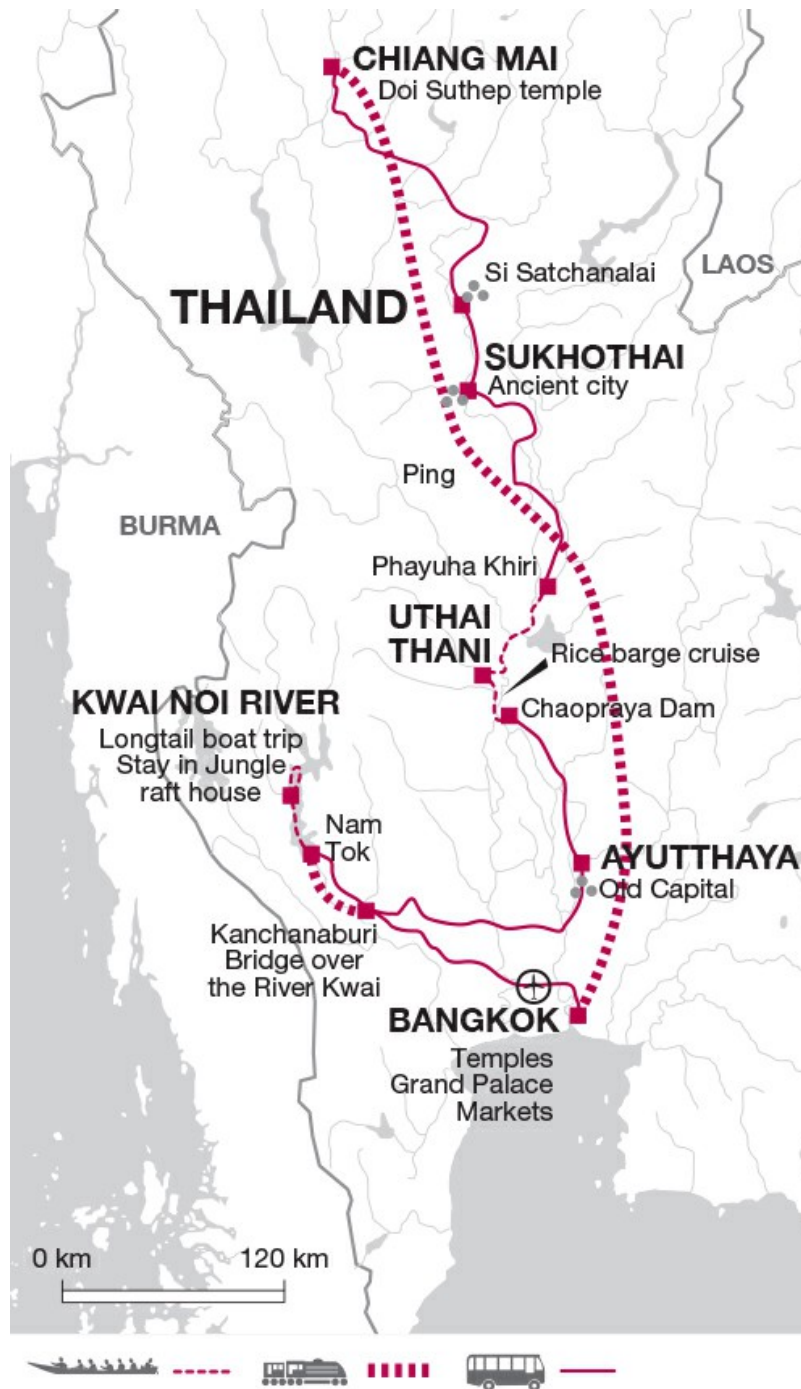 CHIANG MAI
Doi Suthep temple
Si Satchanalai
LAOS
THAILAND
SUKHOTHAI
Ancient city
Ping
BURMA
Phayuha Khiri
UTHAI
THANI
Rice barge cruise
KWAI NOI RIVER
Chaopraya Dam
Longtail boat trip
Stay in Jungle
raft house
Nam
Tok
AYUTTHAYA
Old Capital
Kanchanaburi
Bridge over
the River Kwai
BANGKOK
Temples
Grand Palace
Markets
0 km 120 km